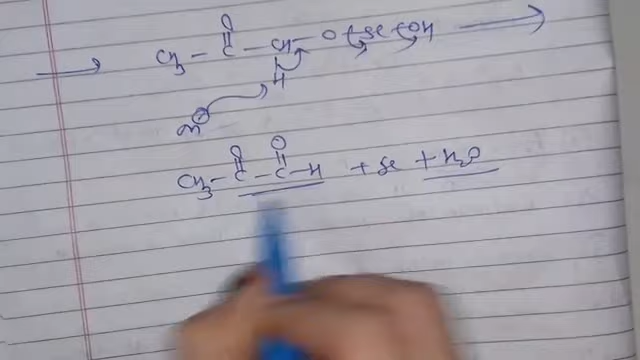 → CH₃ - C(=O) - CH(H) - O - Se - OH →
CH₃ - C(=O) - C(=O) - H + Se + H₂O